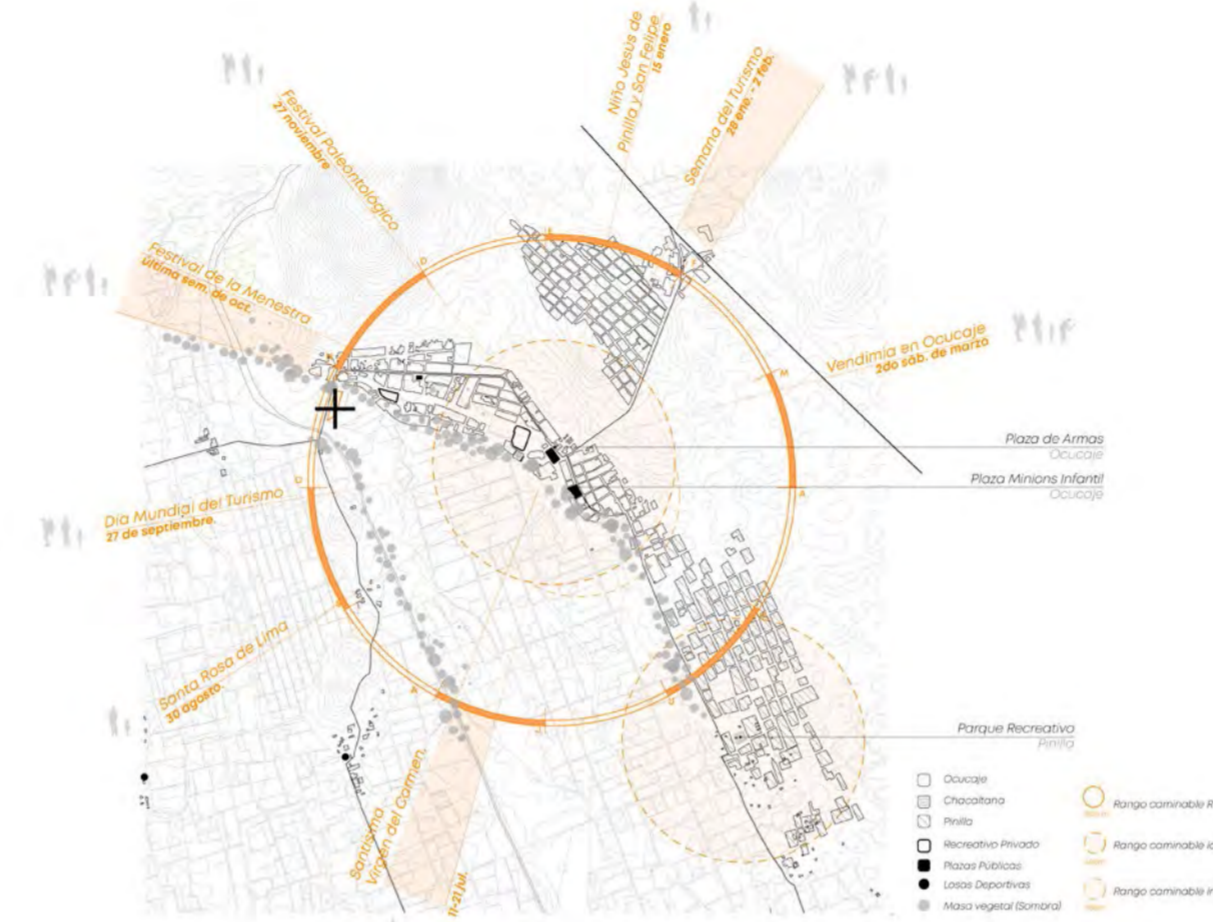 Niño Jesús de
Pinilla y San Felipe
15 enero
Semana del Turismo
28 ene. - 2 feb.
Festival Paleontológico
27 noviembre
Festival de la Menestra
Última sem. de oct.
Vendimia en Ocucaje
2do sáb. de marzo
Plaza de Armas
Ocucaje
Plaza Minions Infantil
Ocucaje
Dia Mundial del Turismo
27 de septiembre.
Santa Rosa de Lima
30 agosto.
Santísima
Virgen del Carmen.
11-21 jul.
Parque Recreativo
Pinilla
F
M
A
J
A
D
Ocucaje
Chacaltana
Pinilla
Recreativo Privado
Plazas Públicas
Losas Deportivas
Masa vegetal (Sombra)
Rango caminable R
Rango caminable id
Rango caminable in